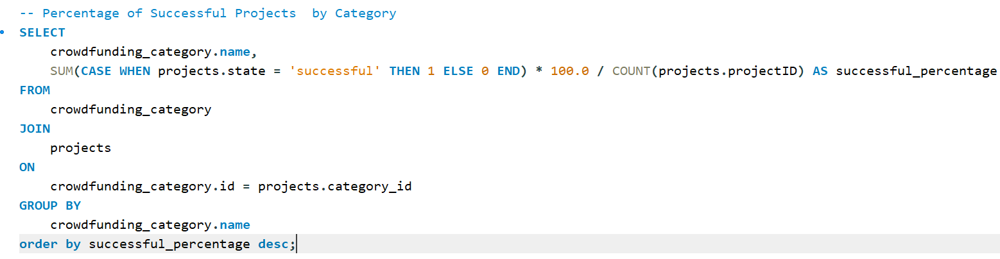 -- Percentage of Successful Projects  by Category
SELECT
    crowdfunding_category.name,
    SUM(CASE WHEN projects.state = 'successful' THEN 1 ELSE 0 END) * 100.0 / COUNT(projects.projectID) AS successful_percentage
FROM
    crowdfunding_category
JOIN
    projects
ON
    crowdfunding_category.id = projects.category_id
GROUP BY
    crowdfunding_category.name
order by successful_percentage desc;